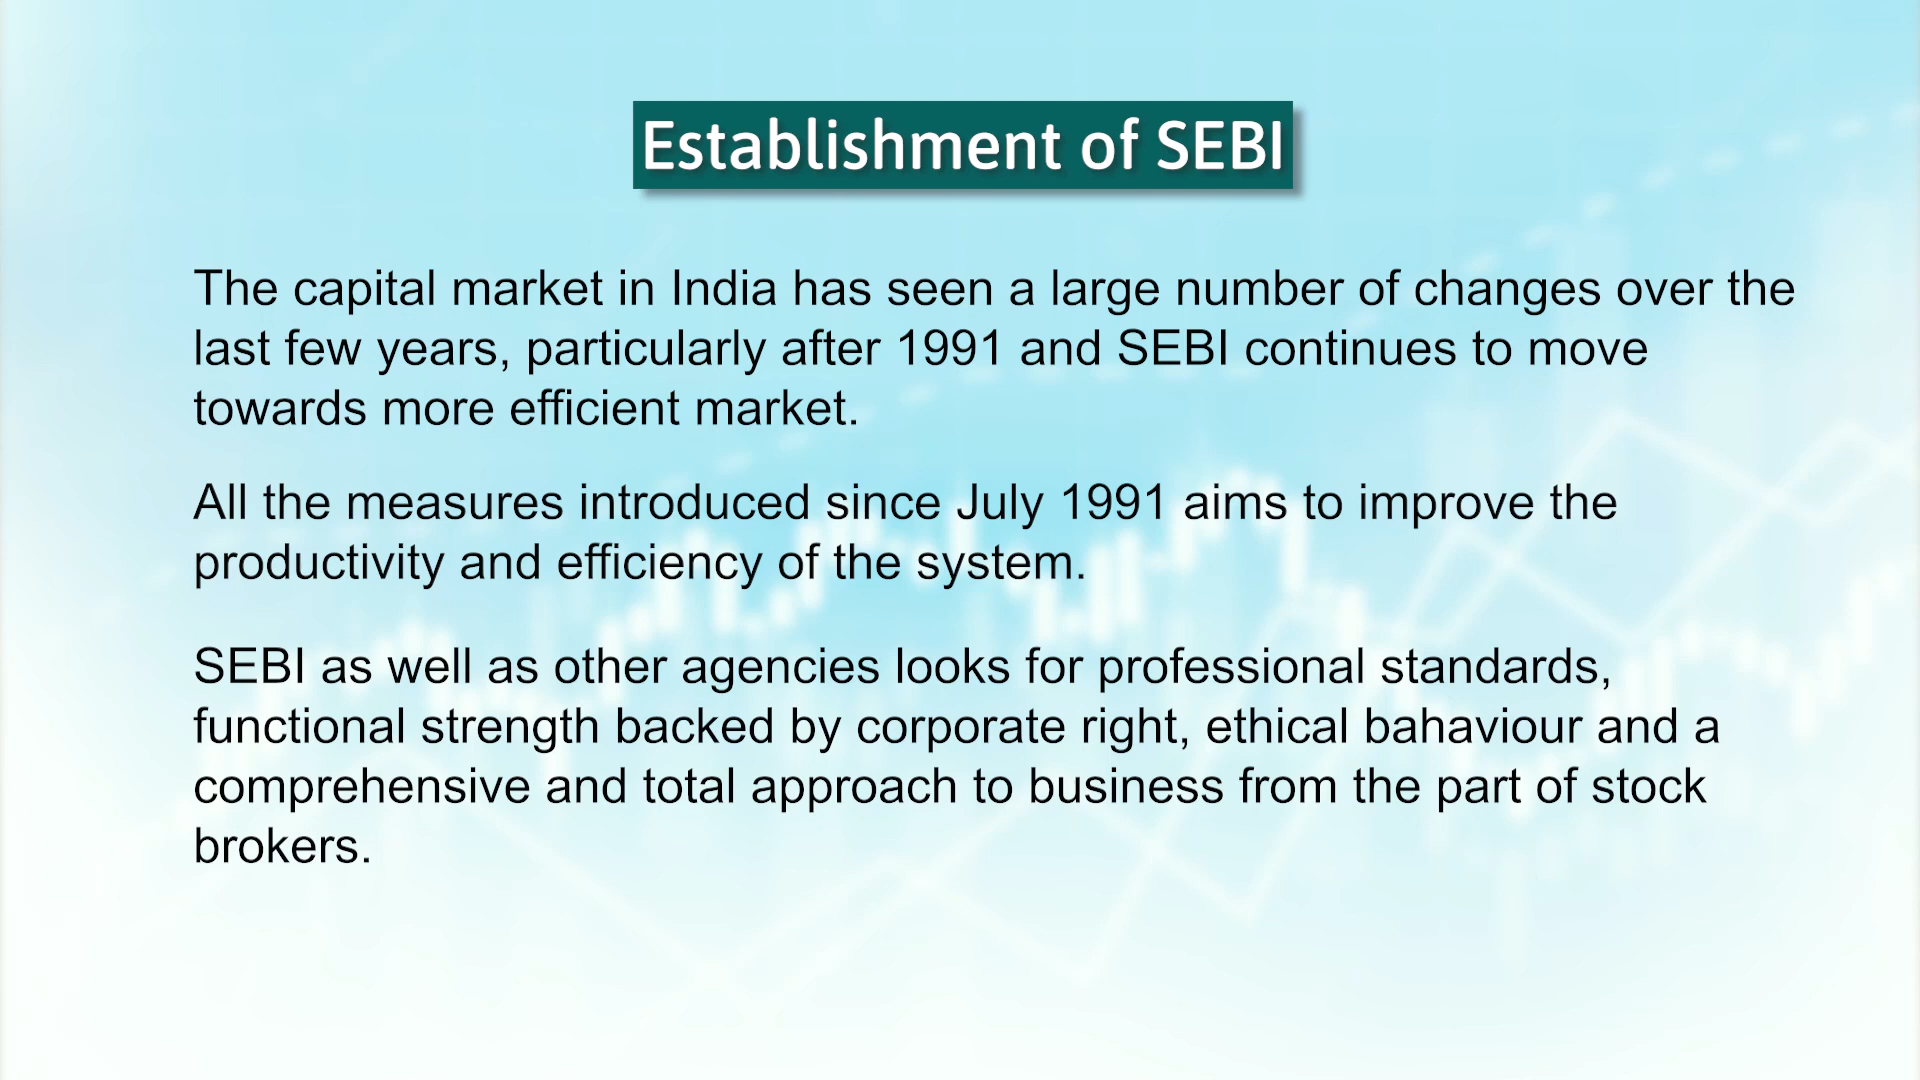 Establishment of SEBI
The capital market in India has seen a large number of changes over the
last few years, particularly after 1991 and SEBI continues to move
towards more efficient market.
All the measures introduced since July 1991 aims to improve the
productivity and efficiency of the system.
SEBI as well as other agencies looks for professional standards,
functional strength backed by corporate right, ethical bahaviour and a
comprehensive and total approach to business from the part of stock
brokers.